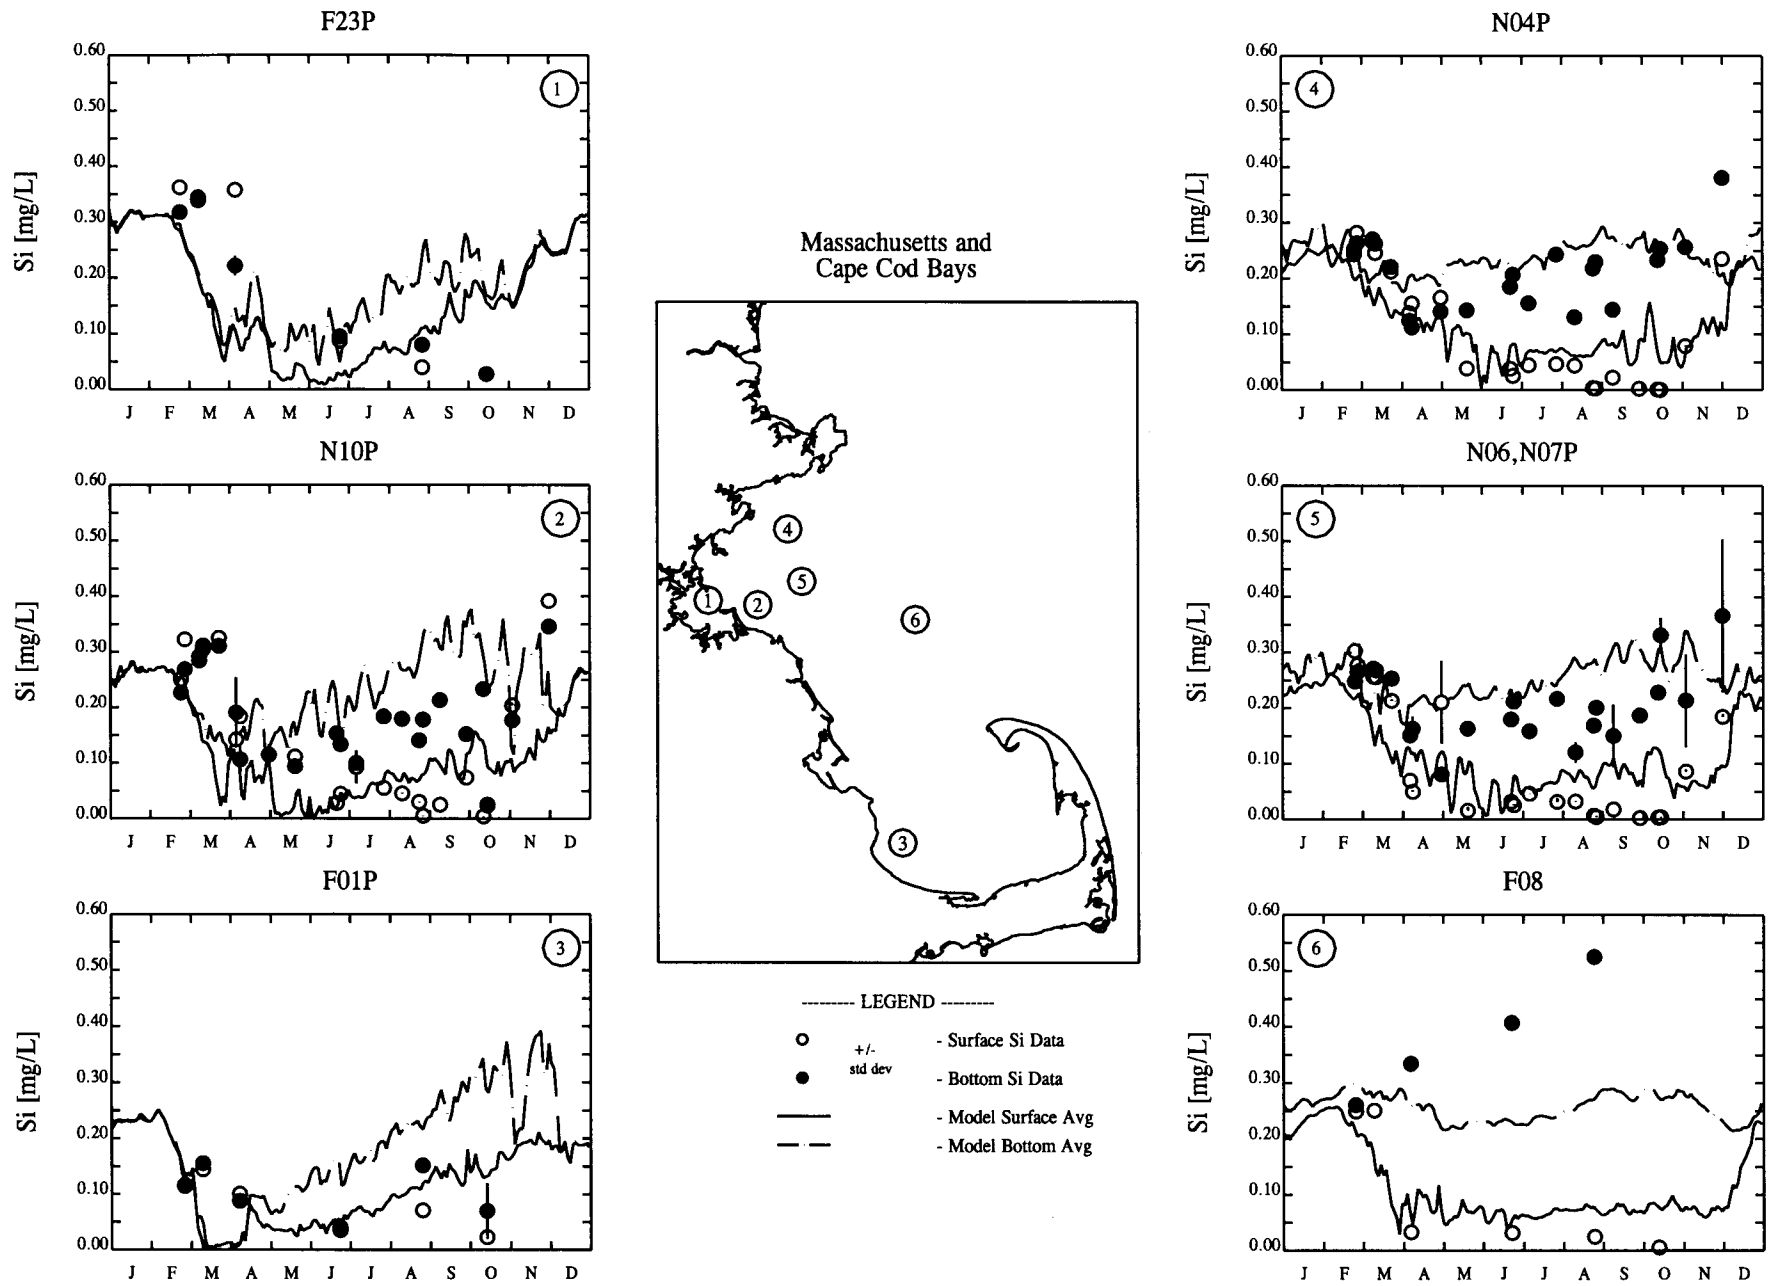 F23P
0.60
0.50
0.40
0.30
0.20
0.10
0.00
Si [mg/L]
1
J F M A M J J A S O N D
N10P
0.60
0.50
0.40
0.30
0.20
0.10
0.00
Si [mg/L]
2
J F M A M J J A S O N D
F01P
0.60
0.50
0.40
0.30
0.20
0.10
0.00
Si [mg/L]
3
J F M A M J J A S O N D
Massachusetts and
Cape Cod Bays
4
5
1
2
6
3
--------- LEGEND ---------
+/-
std dev
- Surface Si Data
- Bottom Si Data
- Model Surface Avg
- Model Bottom Avg
N04P
0.60
0.50
0.40
0.30
0.20
0.10
0.00
Si [mg/L]
4
J F M A M J J A S O N D
N06,N07P
0.60
0.50
0.40
0.30
0.20
0.10
0.00
Si [mg/L]
5
J F M A M J J A S O N D
F08
0.60
0.50
0.40
0.30
0.20
0.10
0.00
Si [mg/L]
6
J F M A M J J A S O N D